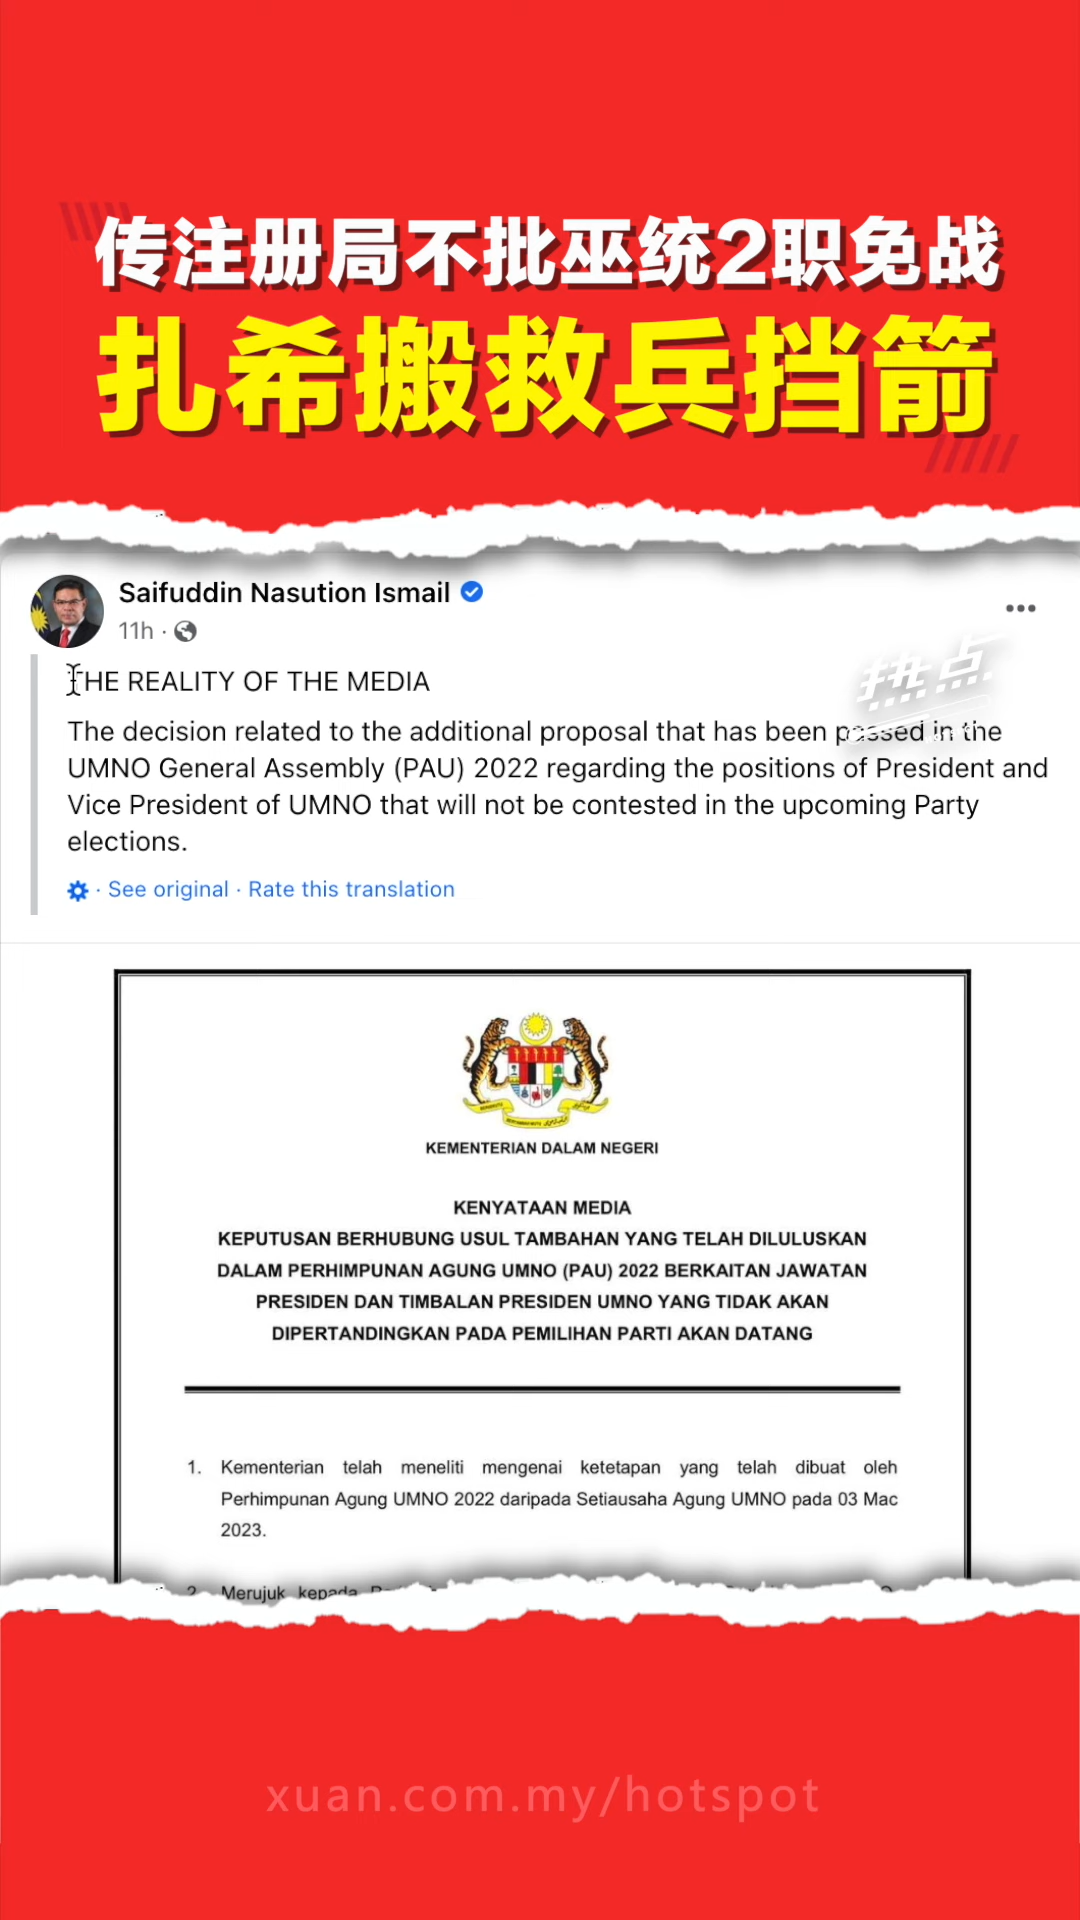 传注册局不批巫统2职免战
扎希搬救兵挡箭
Saifuddin Nasution Ismail
11h ·
热点
THE REALITY OF THE MEDIA
The decision related to the additional proposal that has been passed in the
UMNO General Assembly (PAU) 2022 regarding the positions of President and
Vice President of UMNO that will not be contested in the upcoming Party
elections.
· See original · Rate this translation
KEMENTERIAN DALAM NEGERI
KENYATAAN MEDIA
KEPUTUSAN BERHUBUNG USUL TAMBAHAN YANG TELAH DILULUSKAN
DALAM PERHIMPUNAN AGUNG UMNO (PAU) 2022 BERKAITAN JAWATAN
PRESIDEN DAN TIMBALAN PRESIDEN UMNO YANG TIDAK AKAN
DIPERTANDINGKAN PADA PEMILIHAN PARTI AKAN DATANG
1. Kementerian telah meneliti mengenai ketetapan yang telah dibuat oleh
Perhimpunan Agung UMNO 2022 daripada Setiausaha Agung UMNO pada 03 Mac
2023.
2. Merujuk kepada
xuan.com.my/hotspot